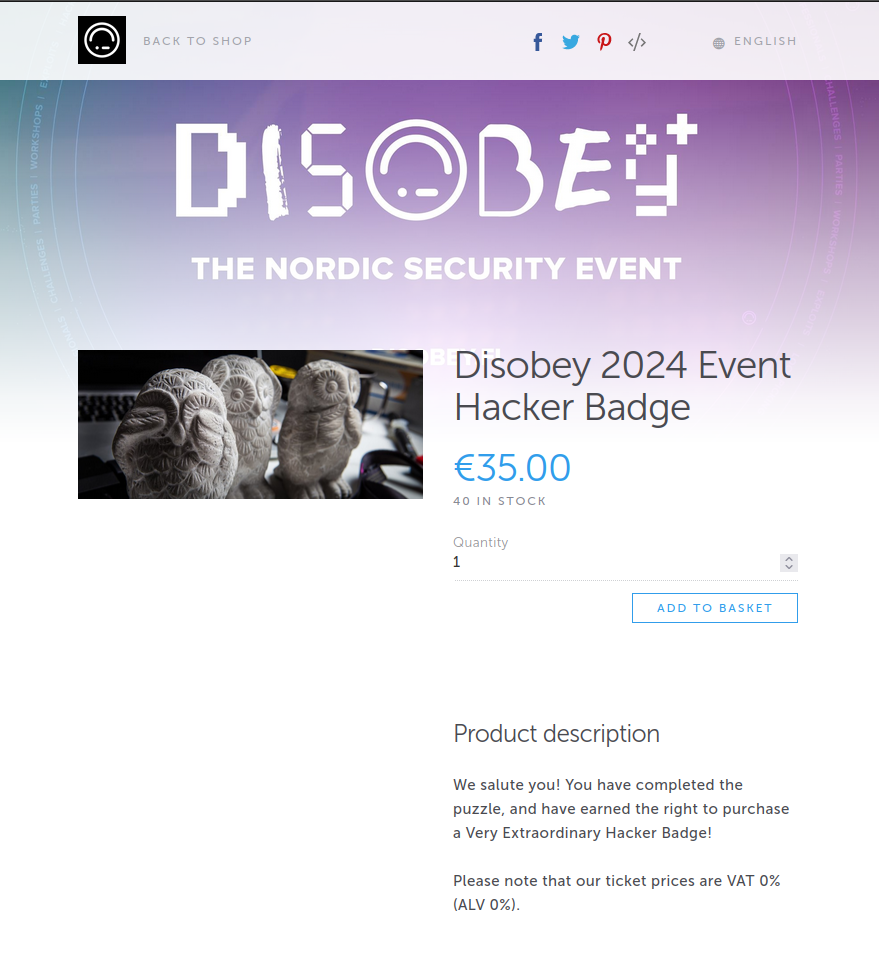 BACK TO SHOP
ENGLISH
WORKSHOPS | PARTIES | CHALLENGES
CHALLENGES | PARTIES | WORKSHOPS
DISOBEY
THE NORDIC SECURITY EVENT
Disobey 2024 Event
Hacker Badge
€35.00
40 IN STOCK
Quantity
1
ADD TO BASKET
Product description
We salute you! You have completed the
puzzle, and have earned the right to purchase
a Very Extraordinary Hacker Badge!
Please note that our ticket prices are VAT 0%
(ALV 0%).